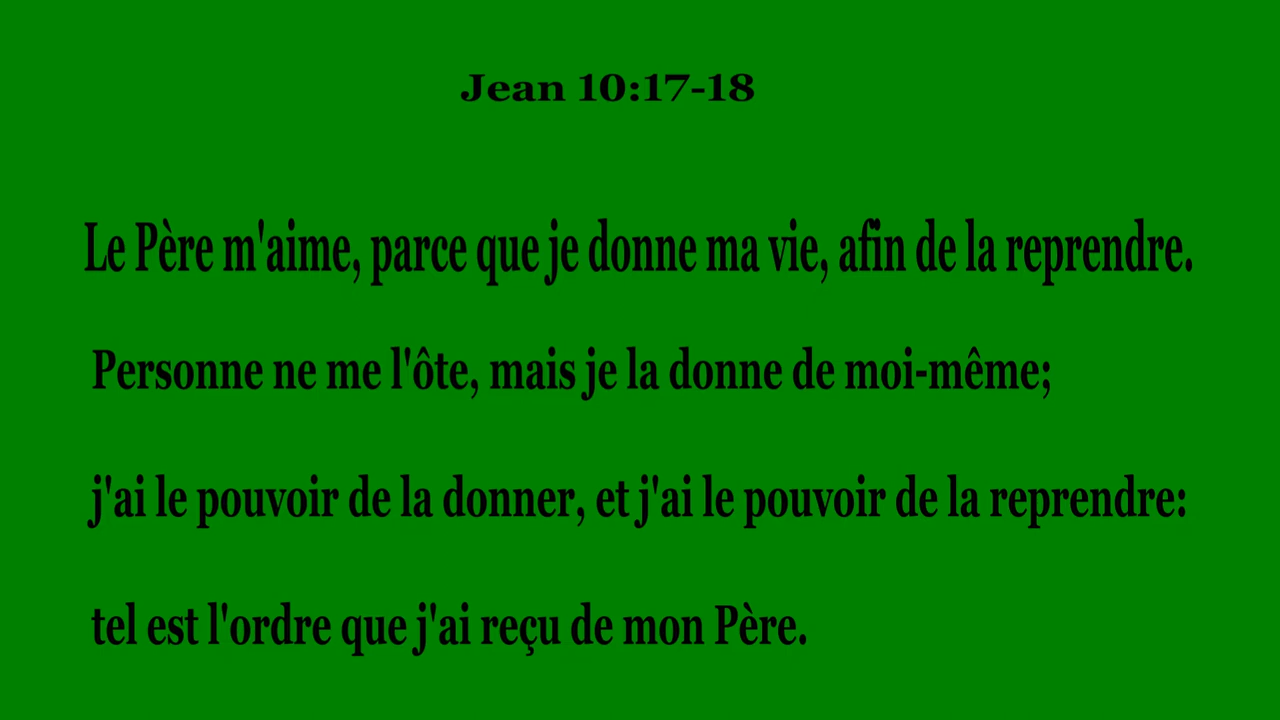 Jean 10:17-18
Le Père m'aime, parce que je donne ma vie, afin de la reprendre.
Personne ne me l'ôte, mais je la donne de moi-même;
j'ai le pouvoir de la donner, et j'ai le pouvoir de la reprendre:
tel est l'ordre que j'ai reçu de mon Père.